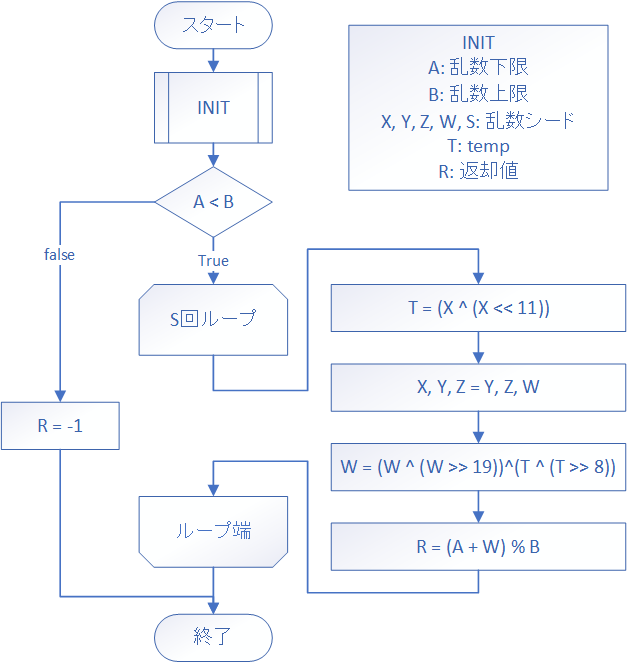 スタート
INIT
INIT
A: 乱数下限
B: 乱数上限
X, Y, Z, W, S: 乱数シード
T: temp
R: 返却値
A < B
false
True
S回ループ
T = (X ^ (X << 11))
X, Y, Z = Y, Z, W
R = -1
W = (W ^ (W >> 19))^(T ^ (T >> 8))
ループ端
R = (A + W) % B
終了